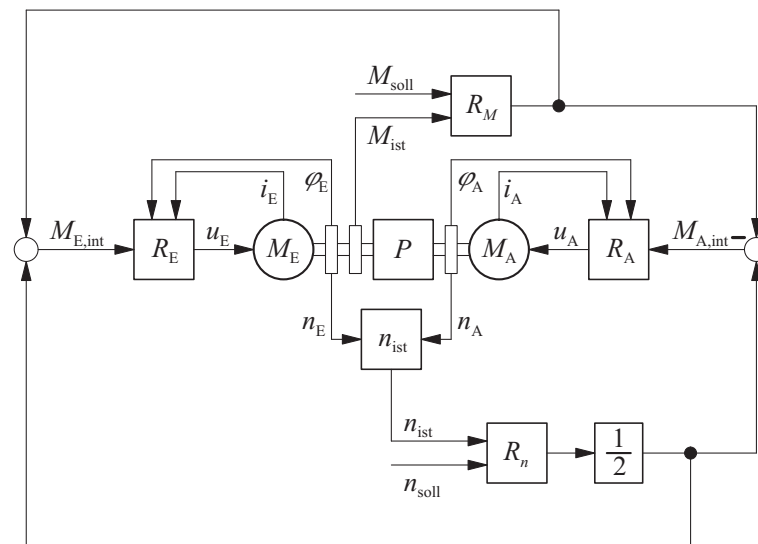 M_soll
R_M
M_ist
φ_E
φ_A
i_E
i_A
M_E,int
R_E
u_E
M_E
P
M_A
u_A
R_A
M_A,int
−
n_E
n_ist
n_A
n_ist
R_n
1/2
n_soll